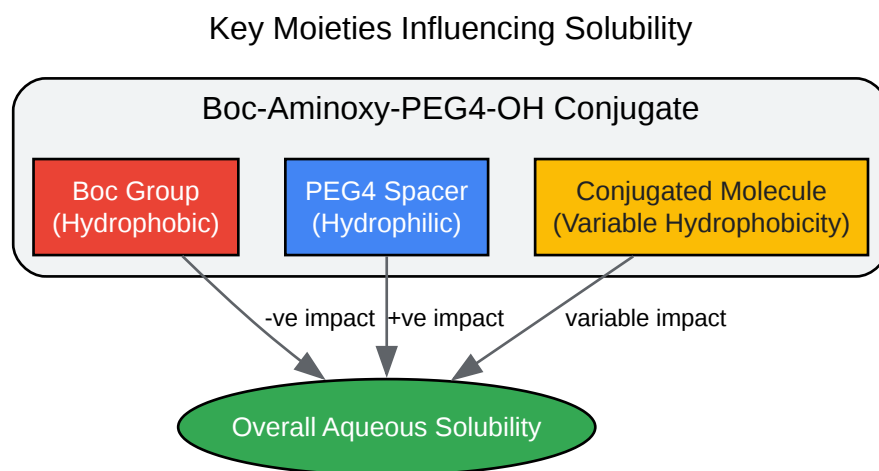 Key Moieties Influencing Solubility
Boc-Aminoxy-PEG4-OH Conjugate
Boc Group
(Hydrophobic)
PEG4 Spacer
(Hydrophilic)
Conjugated Molecule
(Variable Hydrophobicity)
-ve impact
+ve impact
variable impact
Overall Aqueous Solubility